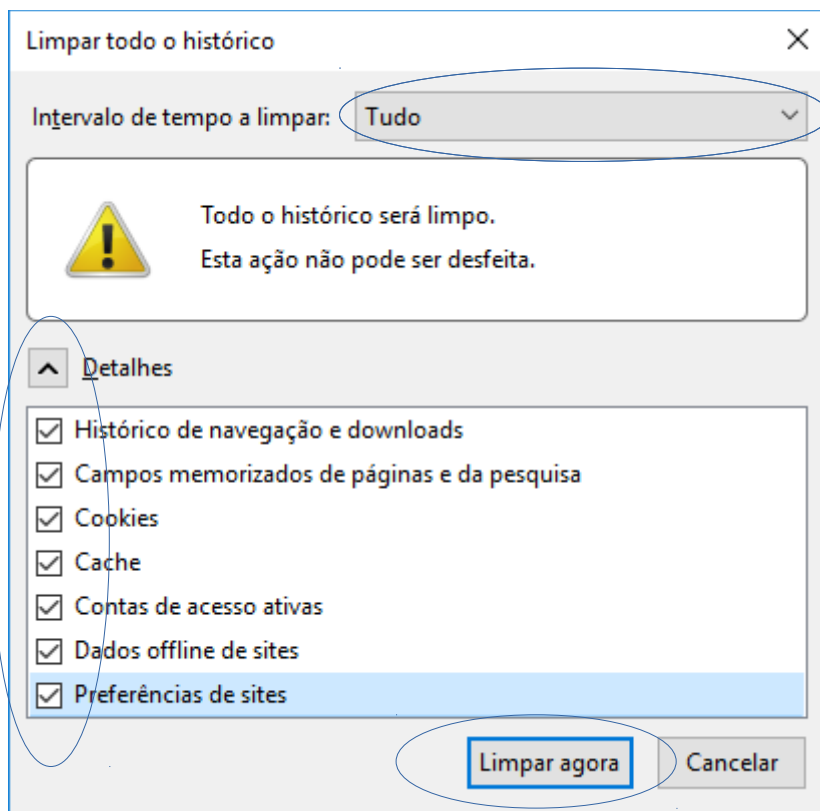 Limpar todo o histórico
Intervalo de tempo a limpar: Tudo
Todo o histórico será limpo.
Esta ação não pode ser desfeita.
Detalhes
Histórico de navegação e downloads
Campos memorizados de páginas e da pesquisa
Cookies
Cache
Contas de acesso ativas
Dados offline de sites
Preferências de sites
Limpar agora Cancelar